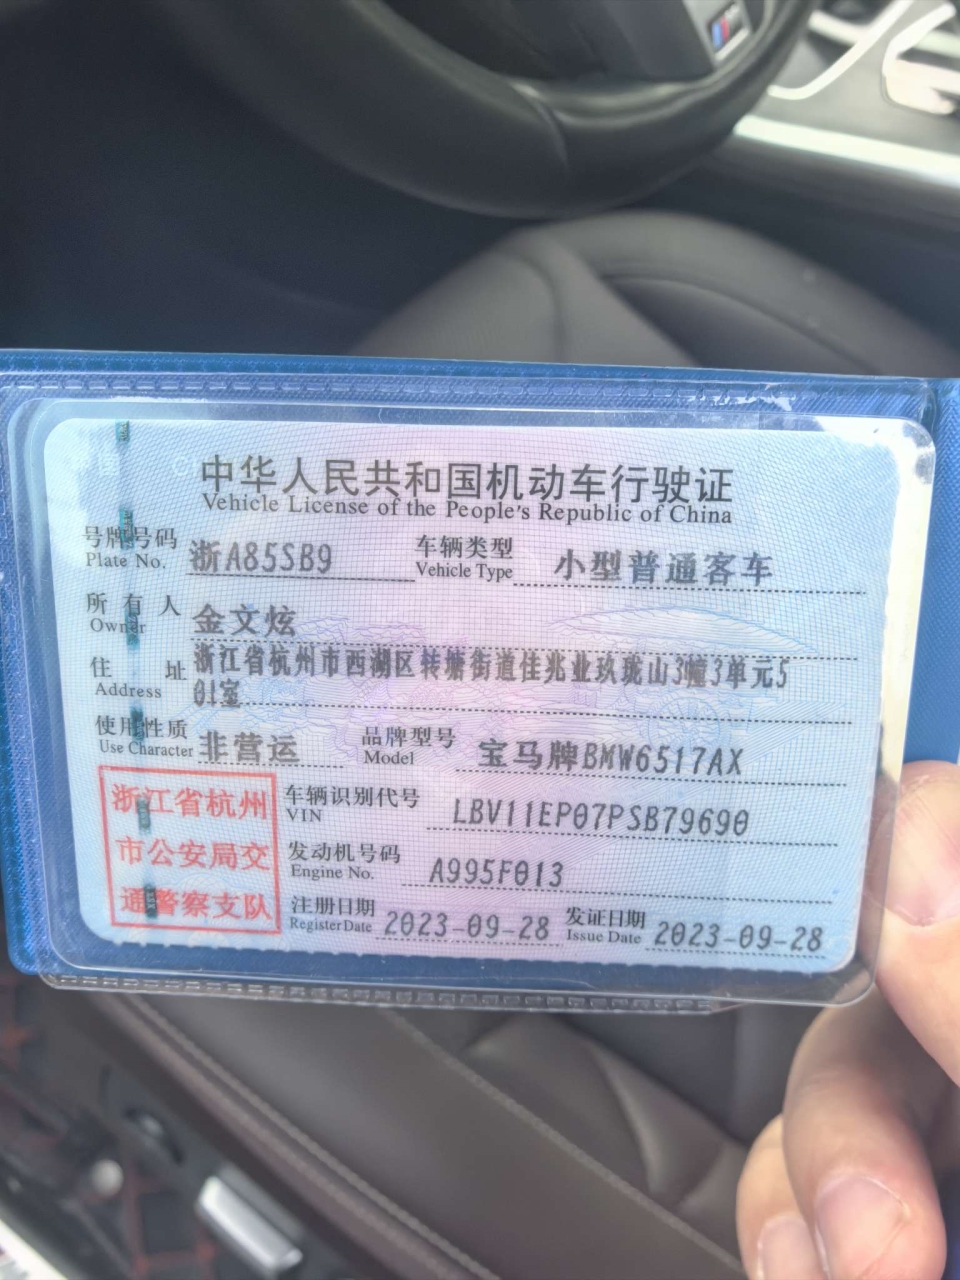 中华人民共和国机动车行驶证
Vehicle License of the People's Republic of China
号牌号码 浙A85SB9 车辆类型 小型普通客车
Plate No. Vehicle Type
所有人 金文炫
Owner
住址 浙江省杭州市西湖区转塘街道佳兆业玖珑山3幢3单元5
Address 01室
使用性质 非营运 品牌型号 宝马牌BMW6517AX
Use Character Model
浙江省杭州
市公安局交
通警察支队
车辆识别代号 LBV11EP07PSB79690
VIN
发动机号码 A995F013
Engine No.
注册日期 2023-09-28 发证日期 2023-09-28
Register Date Issue Date